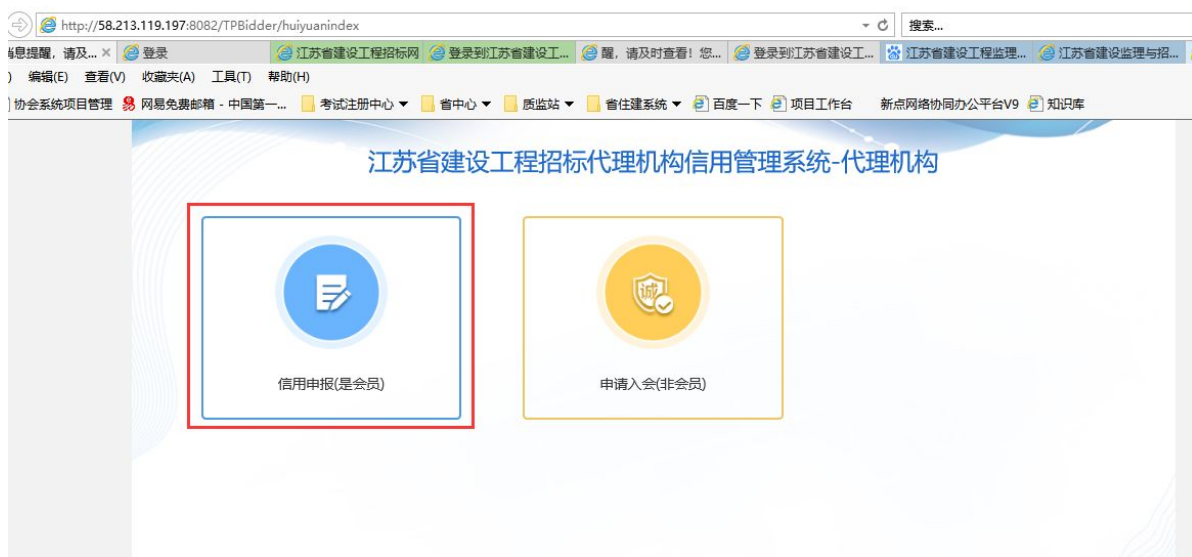 http://58.213.119.197:8082/TPBidder/huiyuanindex 搜索...
息提醒，请及... × 登录 江苏省建设工程招标网 登录到江苏省建设工... 醒，请及时查看！您... 登录到江苏省建设工... 江苏省建设工程监理... 江苏省建设监理与招...
) 编辑(E) 查看(V) 收藏夹(A) 工具(T) 帮助(H)
协会系统项目管理 网易免费邮箱 - 中国第一... 考试注册中心 ▼ 省中心 ▼ 质监站 ▼ 省住建系统 ▼ 百度一下 项目工作台 新点网络协同办公平台V9 知识库
江苏省建设工程招标代理机构信用管理系统-代理机构
诚
信用申报(是会员) 申请入会(非会员)